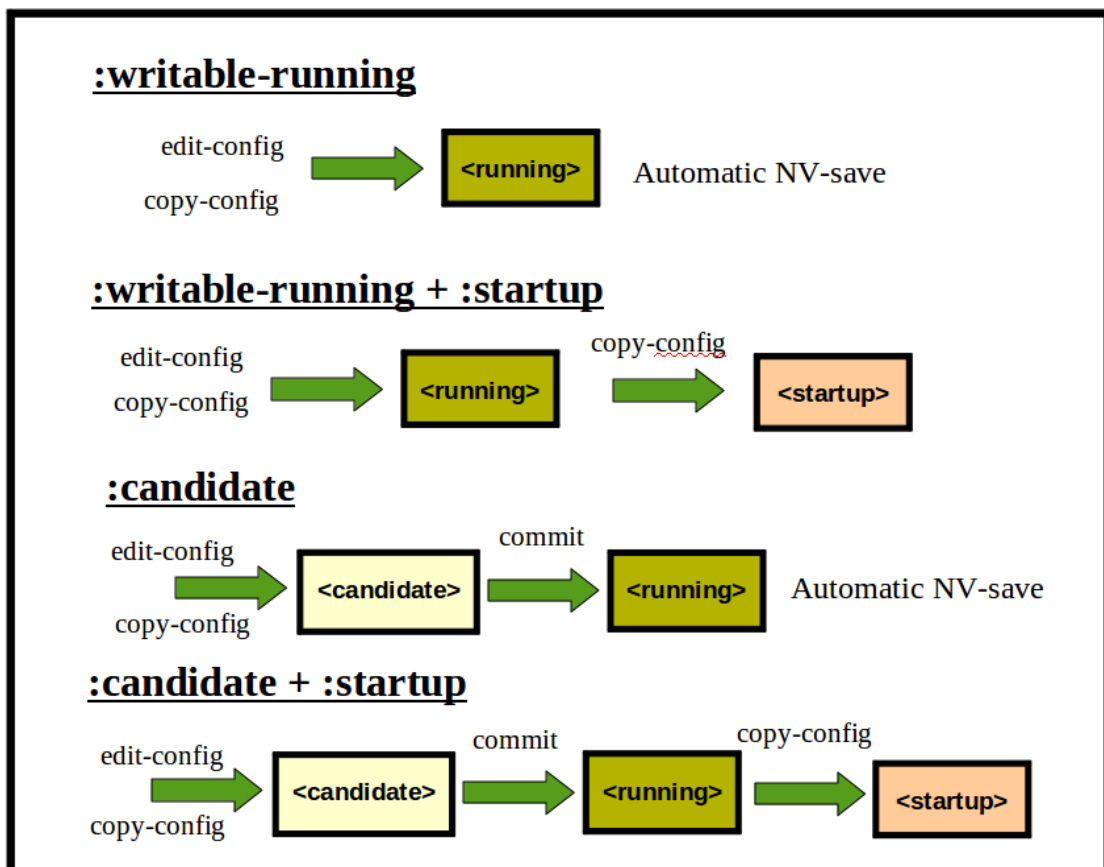 :writable-running
edit-config
<running>
Automatic NV-save
copy-config
:writable-running + :startup
edit-config
copy-config
<running>
copy-config
<startup>
:candidate
edit-config
copy-config
<candidate>
commit
<running>
Automatic NV-save
:candidate + :startup
edit-config
copy-config
<candidate>
commit
<running>
copy-config
<startup>